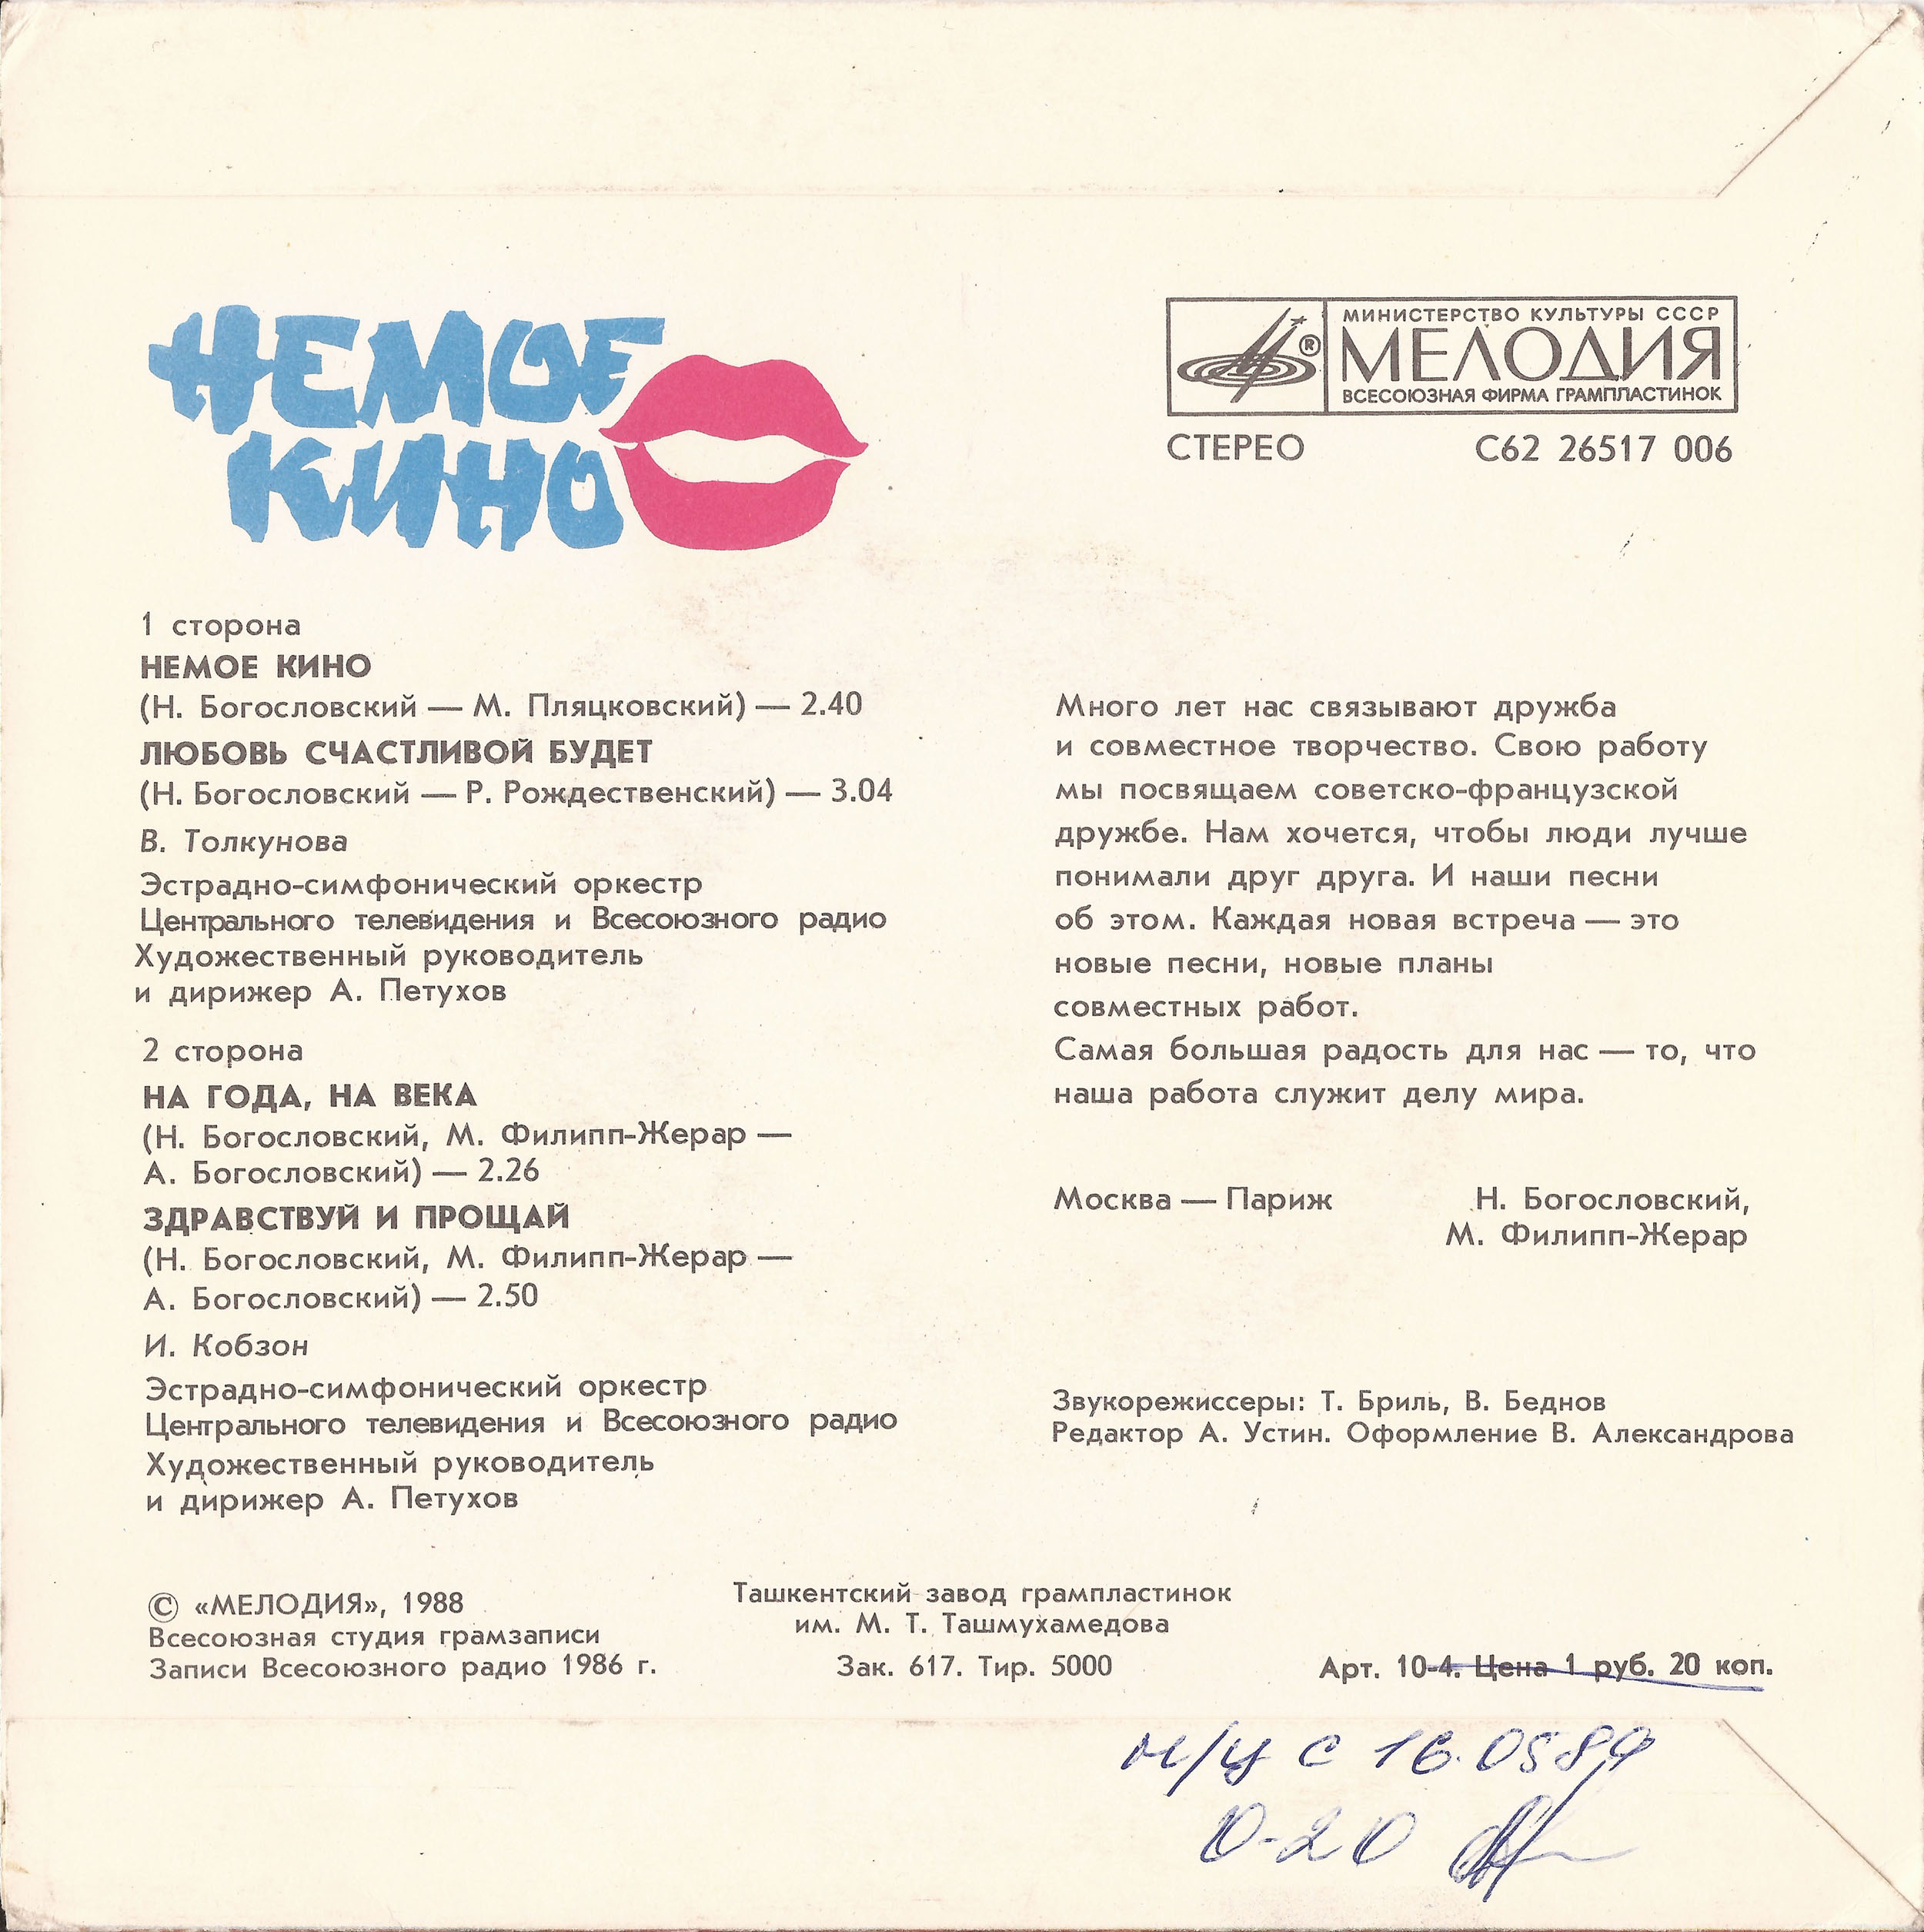 НЕМОЕ
КИНО
МИНИСТЕРСТВО КУЛЬТУРЫ СССР
МЕЛОДИЯ
®
ВСЕСОЮЗНАЯ ФИРМА ГРАМПЛАСТИНОК
СТЕРЕО С62 26517 006
1 сторона
НЕМОЕ КИНО
(Н. Богословский — М. Пляцковский) — 2.40
ЛЮБОВЬ СЧАСТЛИВОЙ БУДЕТ
(Н. Богословский — Р. Рождественский) — 3.04
В. Толкунова
Эстрадно-симфонический оркестр
Центрального телевидения и Всесоюзного радио
Художественный руководитель
и дирижер А. Петухов
2 сторона
НА ГОДА, НА ВЕКА
(Н. Богословский, М. Филипп-Жерар —
А. Богословский) — 2.26
ЗДРАВСТВУЙ И ПРОЩАЙ
(Н. Богословский, М. Филипп-Жерар —
А. Богословский) — 2.50
И. Кобзон
Эстрадно-симфонический оркестр
Центрального телевидения и Всесоюзного радио
Художественный руководитель
и дирижер А. Петухов
Много лет нас связывают дружба
и совместное творчество. Свою работу
мы посвящаем советско-французской
дружбе. Нам хочется, чтобы люди лучше
понимали друг друга. И наши песни
об этом. Каждая новая встреча — это
новые песни, новые планы
совместных работ.
Самая большая радость для нас — то, что
наша работа служит делу мира.
Москва — Париж Н. Богословский,
М. Филипп-Жерар
Звукорежиссеры: Т. Бриль, В. Беднов
Редактор А. Устин. Оформление В. Александрова
© «МЕЛОДИЯ», 1988
Всесоюзная студия грамзаписи
Записи Всесоюзного радио 1986 г.
Ташкентский завод грампластинок
им. М. Т. Ташмухамедова
Зак. 617. Тир. 5000
Арт. 10-4. Цена 1 руб. 20 коп.
н/ц с 16.0589
0-20